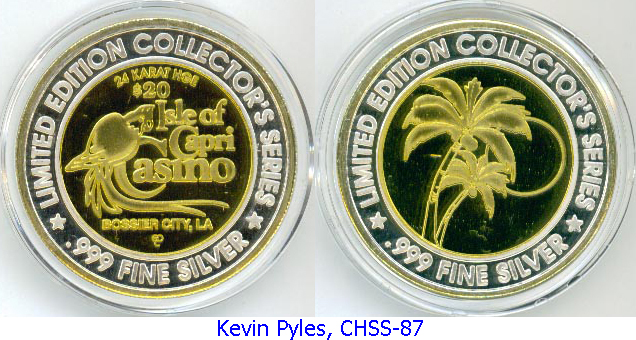 LIMITED EDITION COLLECTOR'S SERIES
24 KARAT HGE
$20
Isle of
Capri
Casino
BOSSIER CITY, LA
★ .999 FINE SILVER ★
LIMITED EDITION COLLECTOR'S SERIES
★ .999 FINE SILVER ★
Kevin Pyles, CHSS-87